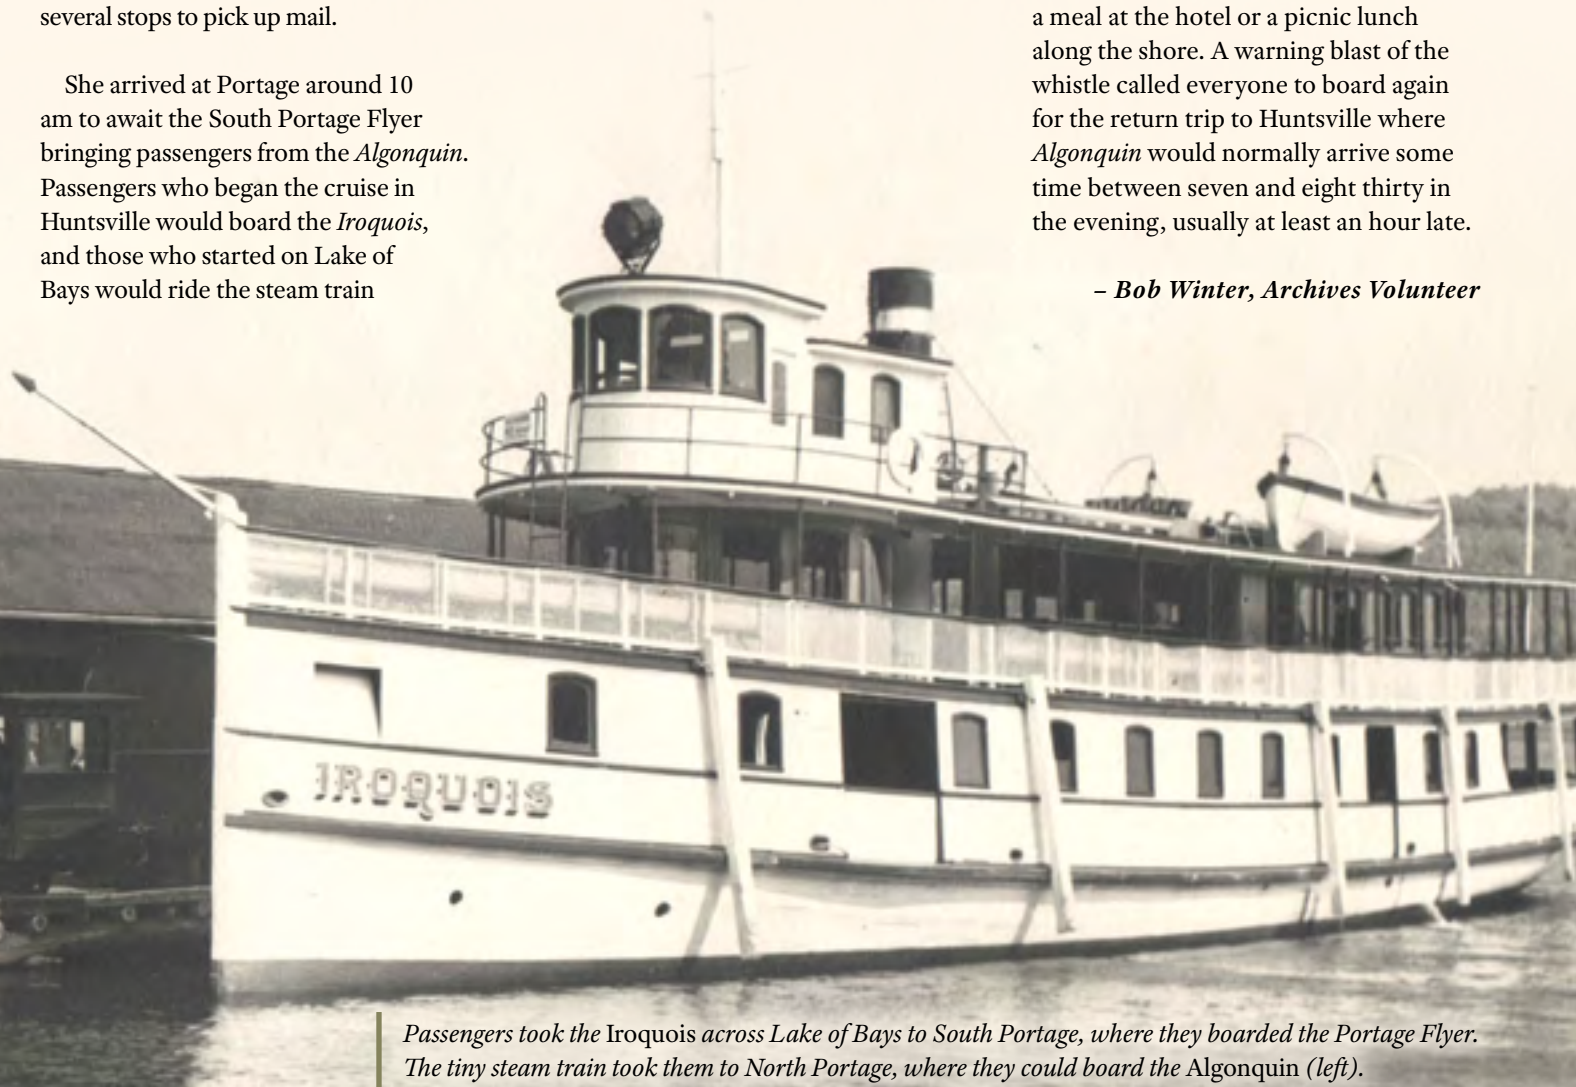 several stops to pick up mail.
She arrived at Portage around 10
am to await the South Portage Flyer
bringing passengers from the Algonquin.
Passengers who began the cruise in
Huntsville would board the Iroquois,
and those who started on Lake of
Bays would ride the steam train
a meal at the hotel or a picnic lunch
along the shore. A warning blast of the
whistle called everyone to board again
for the return trip to Huntsville where
Algonquin would normally arrive some
time between seven and eight thirty in
the evening, usually at least an hour late.
– Bob Winter, Archives Volunteer
IROQUOIS
Passengers took the Iroquois across Lake of Bays to South Portage, where they boarded the Portage Flyer.
The tiny steam train took them to North Portage, where they could board the Algonquin (left).